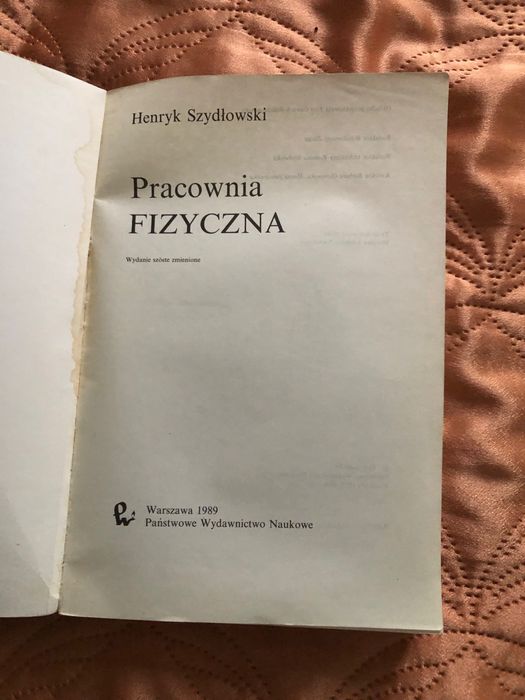 Henryk Szydłowski
Pracownia
FIZYCZNA
Wydanie szóste zmienione
Warszawa 1989
Państwowe Wydawnictwo Naukowe